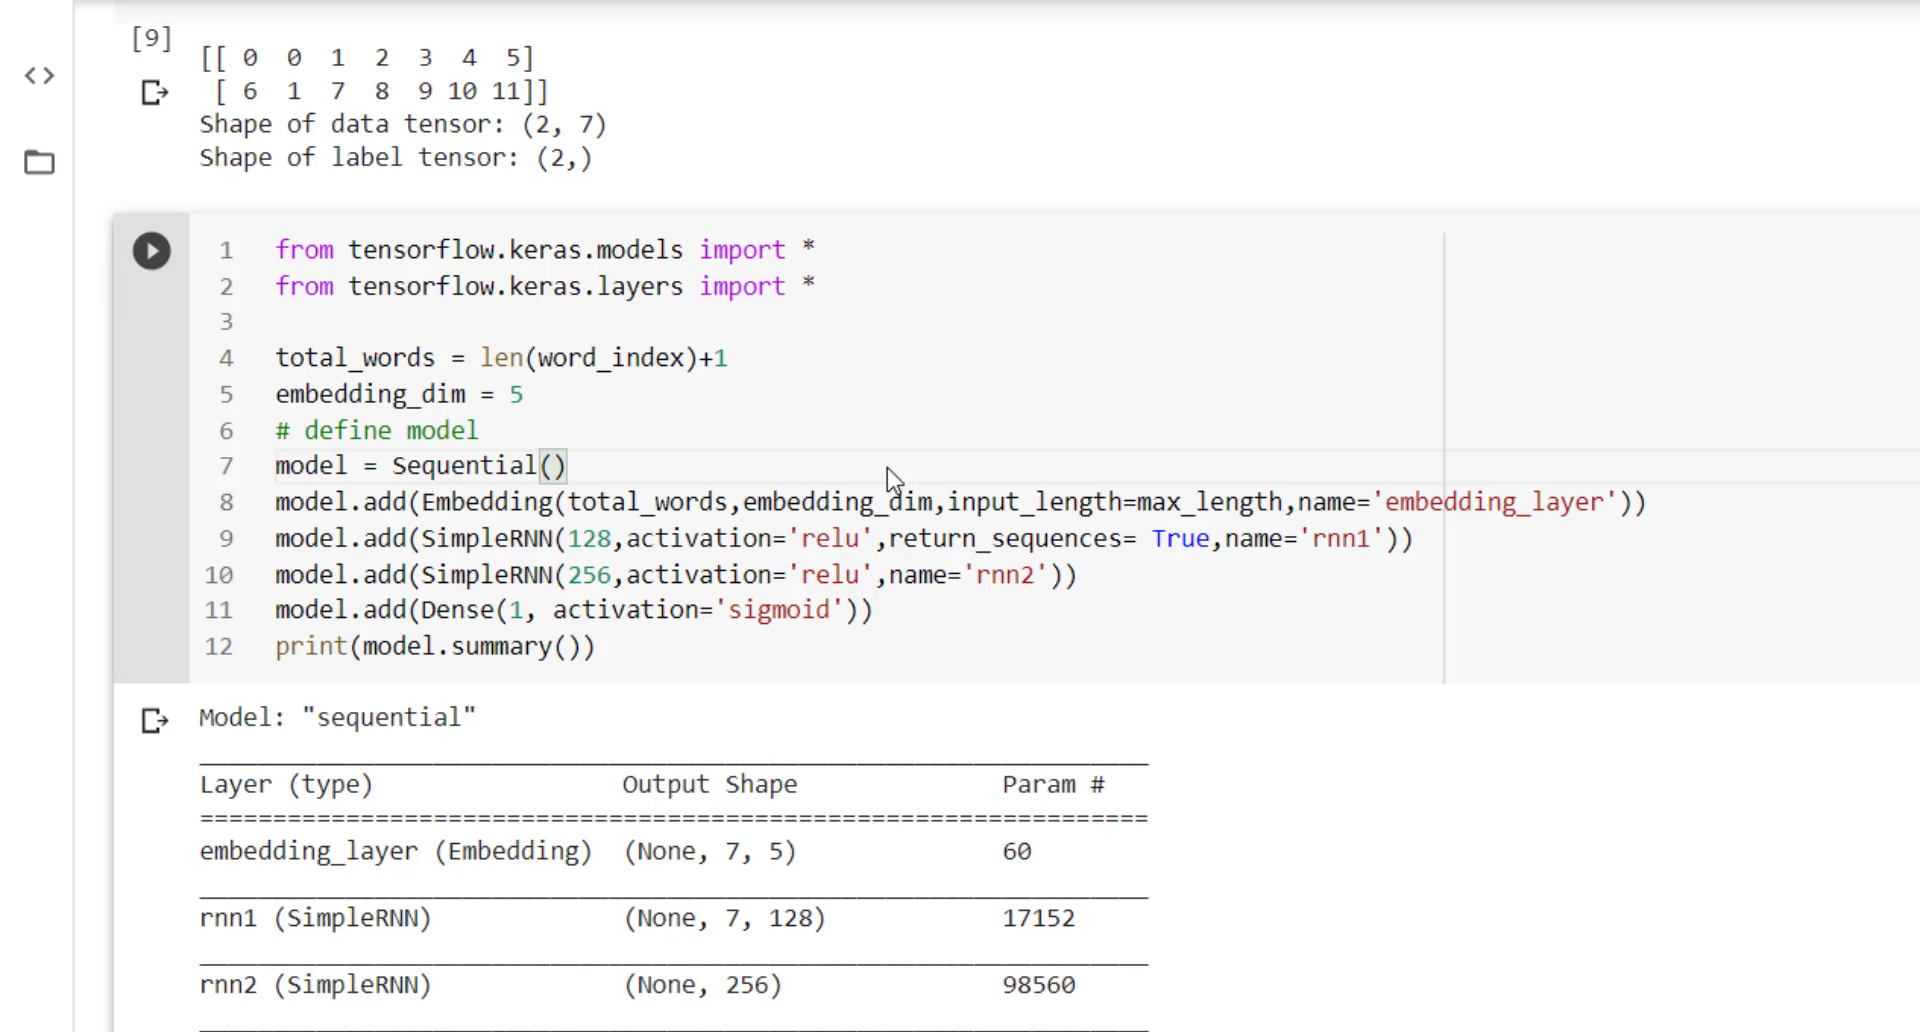 [9]
[[ 0  0  1  2  3  4  5]
 [ 6  1  7  8  9 10 11]]
Shape of data tensor: (2, 7)
Shape of label tensor: (2,)
1 from tensorflow.keras.models import *
2 from tensorflow.keras.layers import *
3
4 total_words = len(word_index)+1
5 embedding_dim = 5
6 # define model
7 model = Sequential()
8 model.add(Embedding(total_words,embedding_dim,input_length=max_length,name='embedding_layer'))
9 model.add(SimpleRNN(128,activation='relu',return_sequences= True,name='rnn1'))
10 model.add(SimpleRNN(256,activation='relu',name='rnn2'))
11 model.add(Dense(1, activation='sigmoid'))
12 print(model.summary())
Model: "sequential"
Layer (type) Output Shape Param #
=================================================================
embedding_layer (Embedding) (None, 7, 5) 60
rnn1 (SimpleRNN) (None, 7, 128) 17152
rnn2 (SimpleRNN) (None, 256) 98560